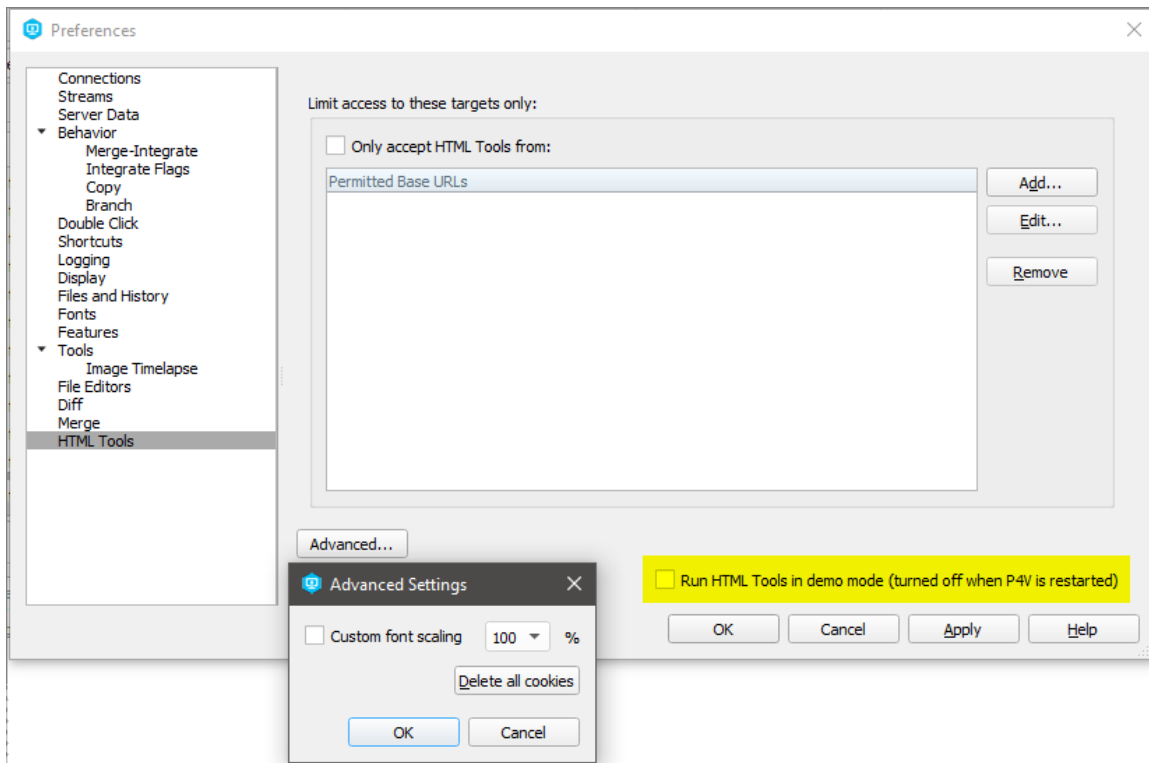 Preferences
Connections
Streams
Server Data
Behavior
Merge-Integrate
Integrate Flags
Copy
Branch
Double Click
Shortcuts
Logging
Display
Files and History
Fonts
Features
Tools
Image Timelapse
File Editors
Diff
Merge
HTML Tools
Limit access to these targets only:
Only accept HTML Tools from:
Permitted Base URLs
Add...
Edit...
Remove
Advanced...
Run HTML Tools in demo mode (turned off when P4V is restarted)
OK
Cancel
Apply
Help
Advanced Settings
Custom font scaling 100 %
Delete all cookies
OK
Cancel